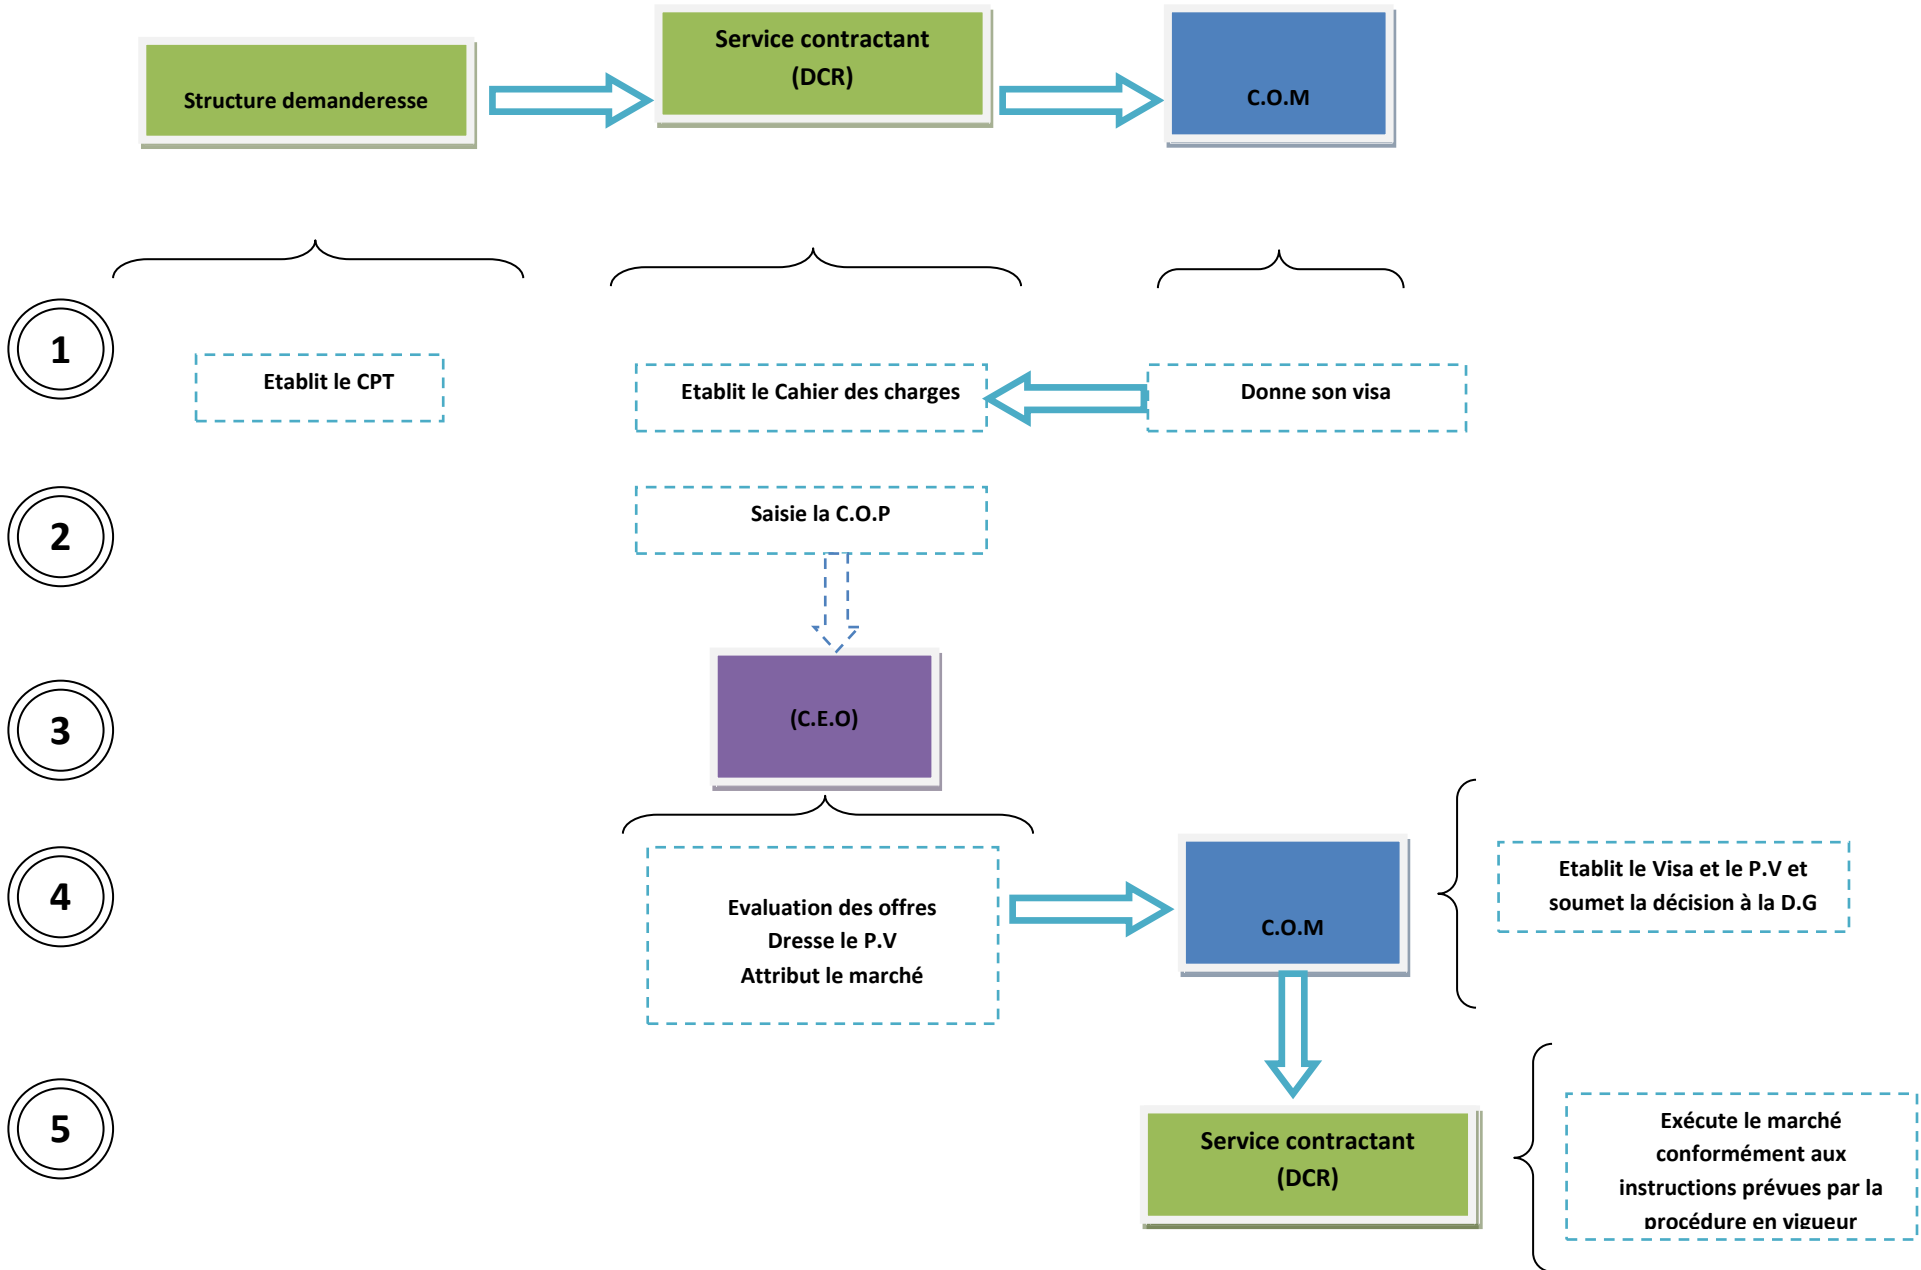 Structure demanderesse
Service contractant
(DCR)
C.O.M
1
Etablit le CPT
Etablit le Cahier des charges
Donne son visa
2
Saisie la C.O.P
3
(C.E.O)
4
Evaluation des offres
Dresse le P.V
Attribut le marché
C.O.M
Etablit le Visa et le P.V et
soumet la décision à la D.G
5
Service contractant
(DCR)
Exécute le marché
conformément aux
instructions prévues par la
procédure en vigueur